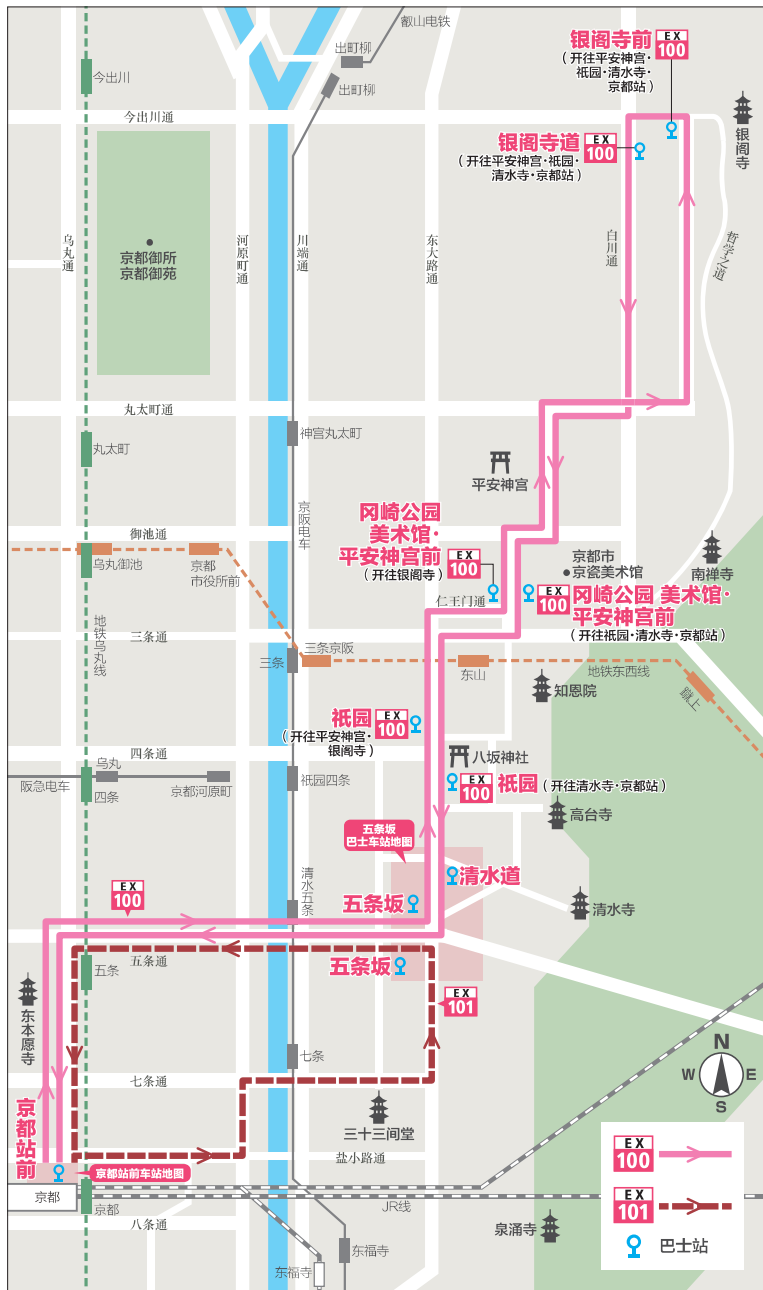 叡山电铁
出町柳
出町柳
今出川
今出川通
银阁寺前
EX
100
(开往平安神宫·
祇园·清水寺·
京都站)
银阁寺道
EX
100
(开往平安神宫·祇园·
清水寺·京都站)
银阁寺
乌丸通
京都御所
京都御苑
河原町通
川端通
东大路通
白川通
哲学之道
丸太町通
丸太町
神宫丸太町
平安神宫
京阪电车
御池通
乌丸御池
京都
市役所前
冈崎公园
美术馆·
平安神宫前
(开往银阁寺)
EX
100
仁王门通
京都市
京瓷美术馆
南禅寺
EX
100
冈崎公园 美术馆·
平安神宫前
(开往祇园·清水寺·京都站)
地铁乌丸线
三条通
三条京阪
三条
东山
地铁东西线
蹴上
知恩院
祇园
EX
100
(开往平安神宫·
银阁寺)
四条通
八坂神社
乌丸
阪急电车
四条
京都河原町
祇园四条
EX
100
祇园
(开往清水寺·京都站)
高台寺
五条坂
巴士车站地图
清水道
清水五条
五条坂
清水寺
EX
100
五条通
五条
五条坂
EX
101
东本愿寺
七条
七条通
N
W
E
S
京都站前
三十三间堂
盐小路通
京都站前车站地图
京都
京都
JR线
八条通
泉涌寺
东福寺
东福寺
EX
100
EX
101
巴士站